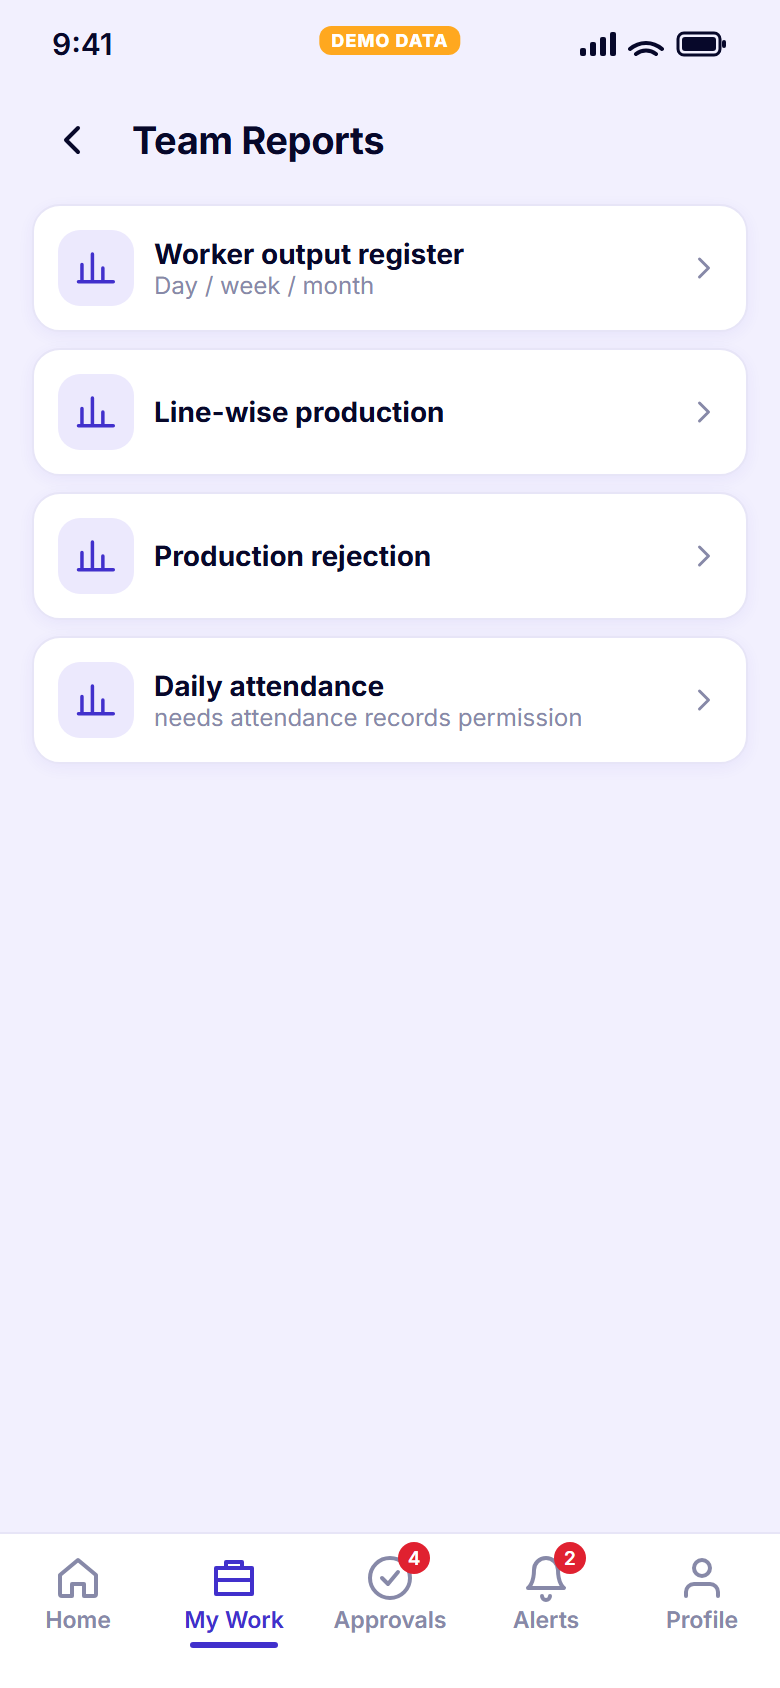 9:41
DEMO DATA
Team Reports
Worker output register
Day / week / month
Line-wise production
Production rejection
Daily attendance
needs attendance records permission
4
2
Home
My Work
Approvals
Alerts
Profile